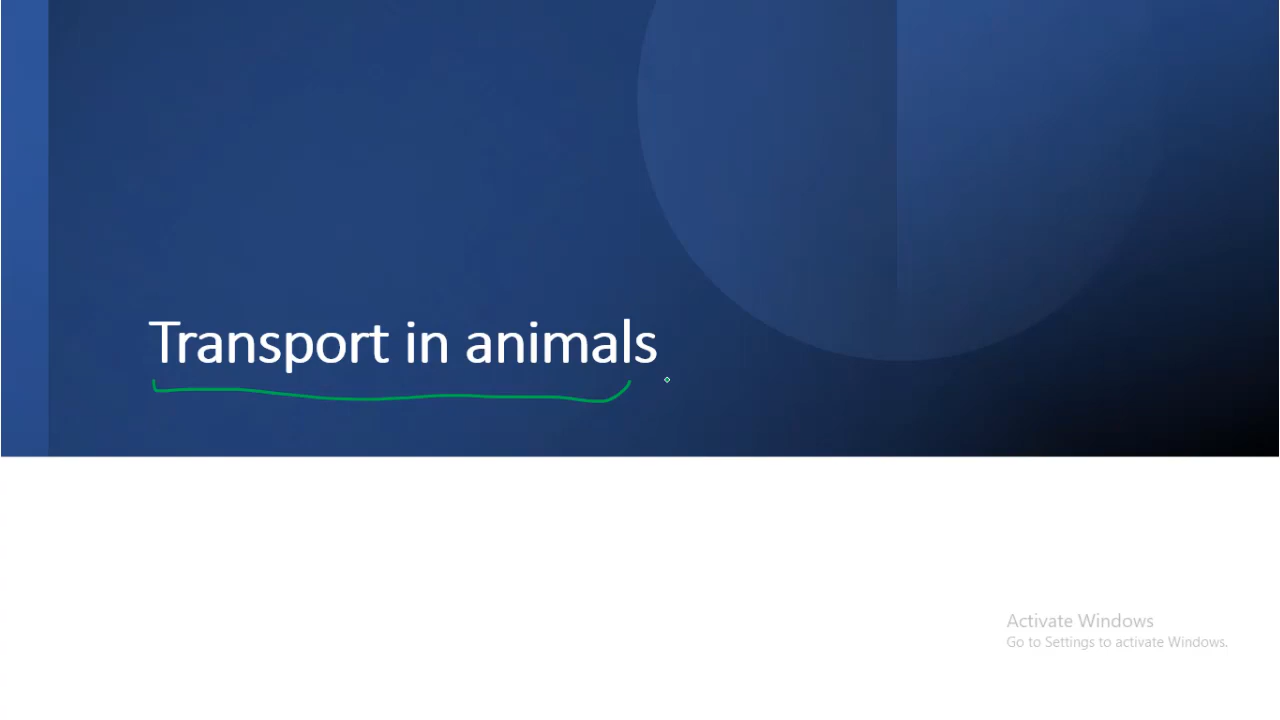 Transport in animals
Activate Windows
Go to Settings to activate Windows.